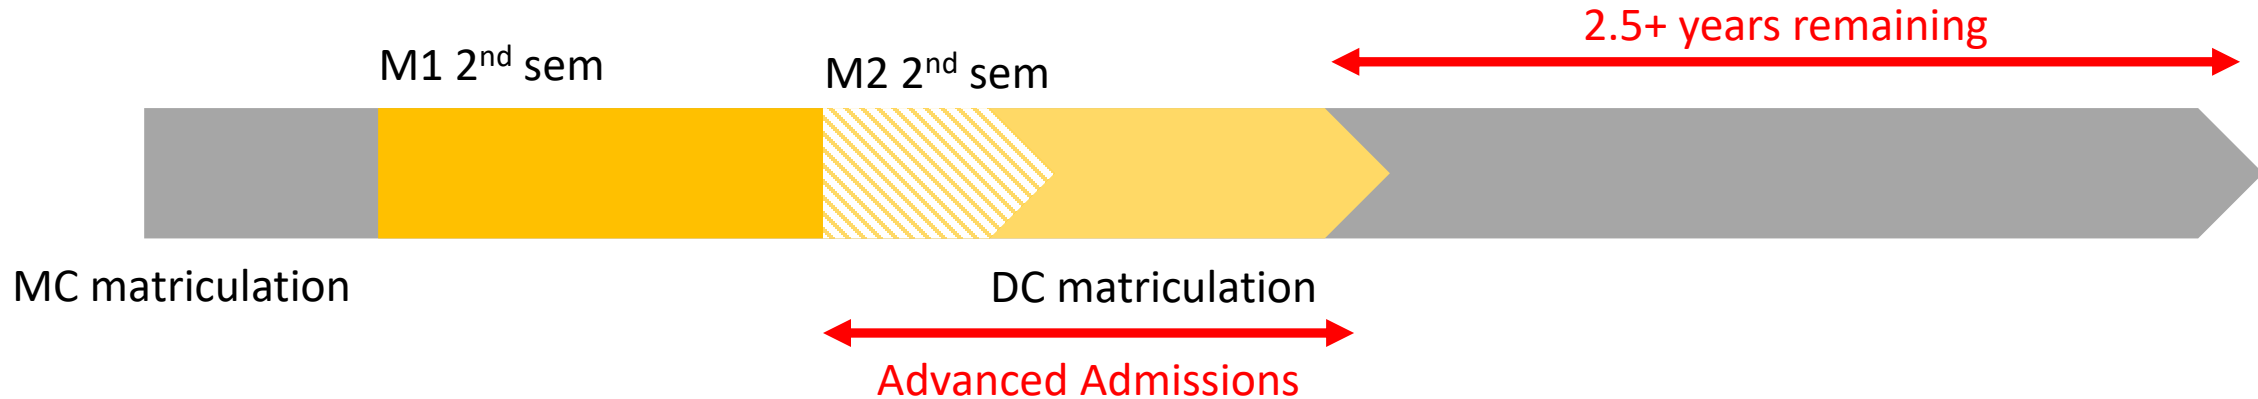 2.5+ years remaining
M1 2nd sem
M2 2nd sem
MC matriculation
DC matriculation
Advanced Admissions